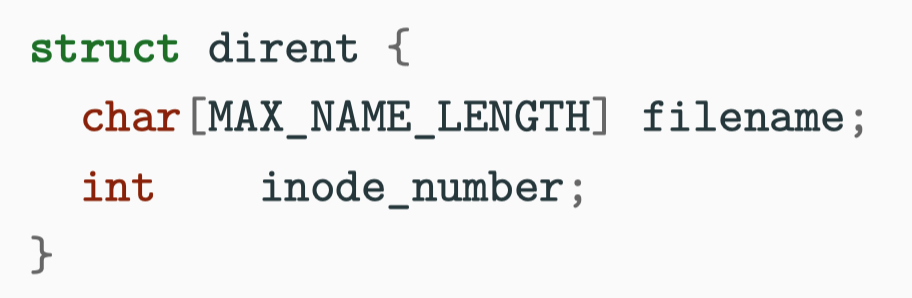 struct dirent {
  char[MAX_NAME_LENGTH] filename;
  int    inode_number;
}